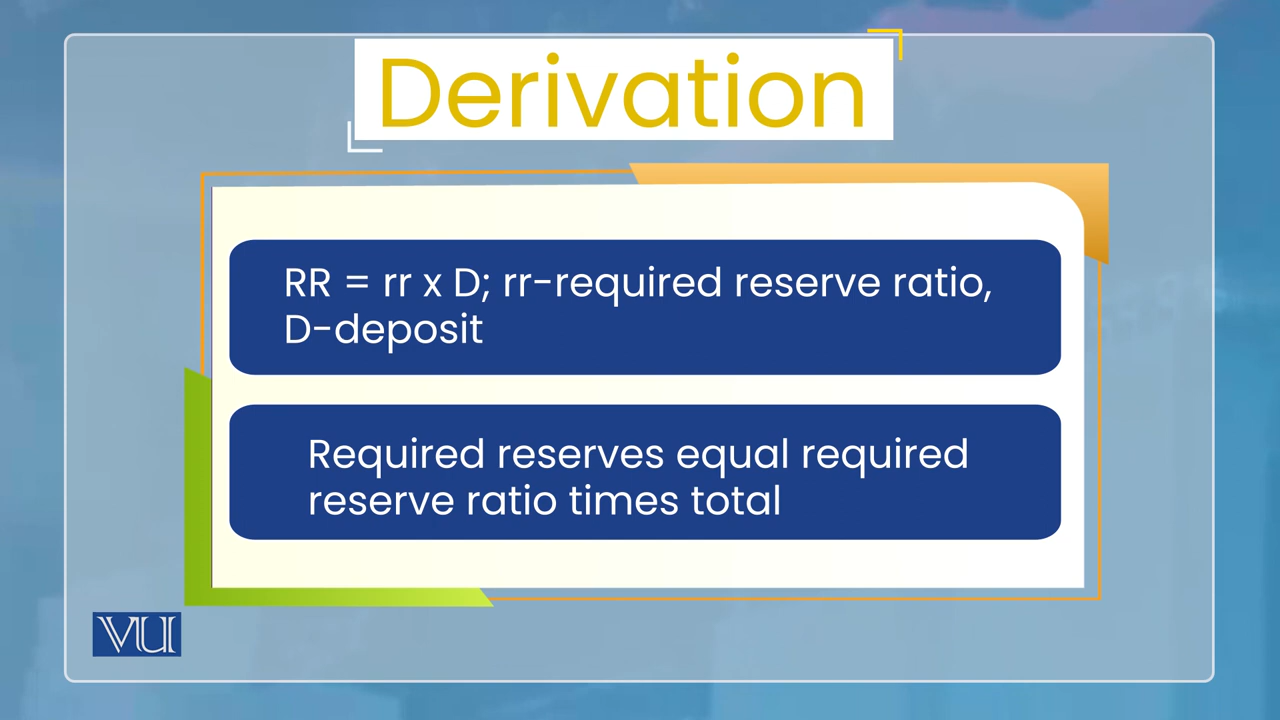 Derivation
RR = rr x D; rr-required reserve ratio,
D-deposit
Required reserves equal required
reserve ratio times total
VU